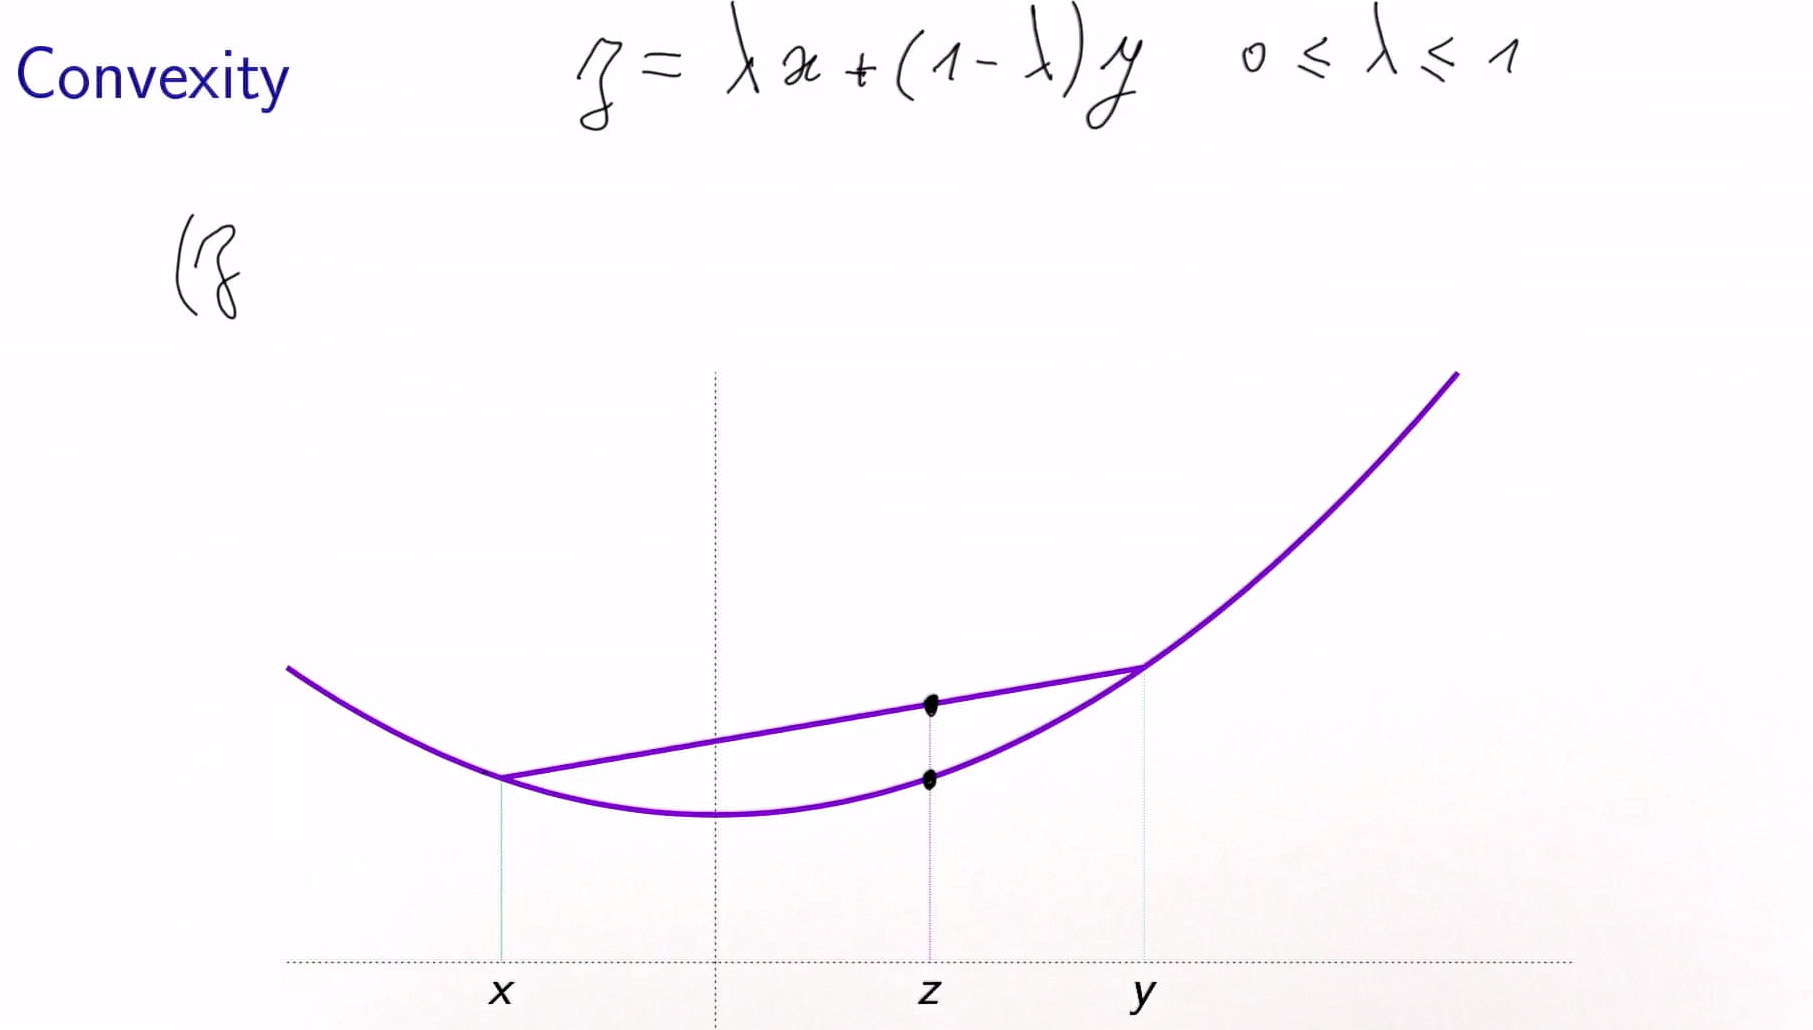 Convexity z = λx + (1-λ)y 0 ≤ λ ≤ 1
(z
x z y